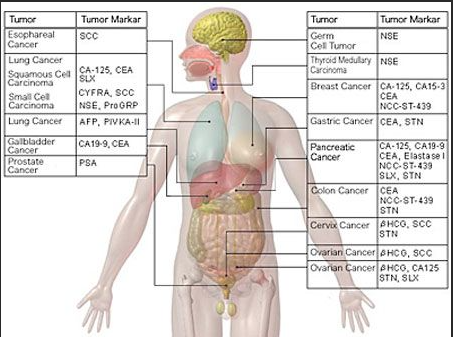 Tumor Tumor Markar
Esophareal SCC
Cancer
Lung Cancer
Squamous Cell CA-125, CEA
Carcinoma SLX
Small Cell CYFRA, SCC
Carcinoma NSE, ProGRP
Lung Cancer AFP, PIVKA-II
Gallbladder CA19-9, CEA
Cancer
Prostate PSA
Cancer
Tumor Tumor Markar
Germ NSE
Cell Tumor
Thyroid Medullary NSE
Carcinoma
Breast Cancer CA-125, CA15-3
CEA
NCC-ST-439
Gastric Cancer CEA, STN
Pancreatic CA-125, CA19-9
Cancer CEA, Elastase I
NCC-ST-439
SLX, STN
Colon Cancer CEA
NCC-ST-439
STN
Cervix Cancer βHCG, SCC
STN
Ovarian Cancer βHCG, SCC
Ovarian Cancer βHCG, CA125
STN, SLX